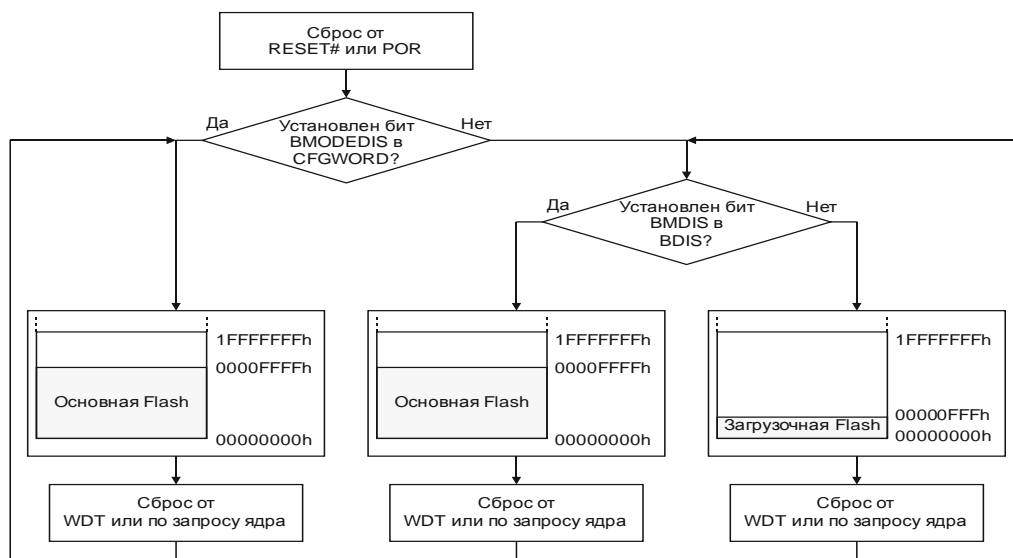 Сброс от
RESET# или POR
Да
Установлен бит
BMODEDIS в
CFGWORD?
Нет
Да
Установлен бит
BMDIS в
BDIS?
Нет
1FFFFFFFh
0000FFFFh
Основная Flash
00000000h
1FFFFFFFh
0000FFFFh
Основная Flash
00000000h
1FFFFFFFh
00000FFFh
Загрузочная Flash
00000000h
Сброс от
WDT или по запросу ядра
Сброс от
WDT или по запросу ядра
Сброс от
WDT или по запросу ядра